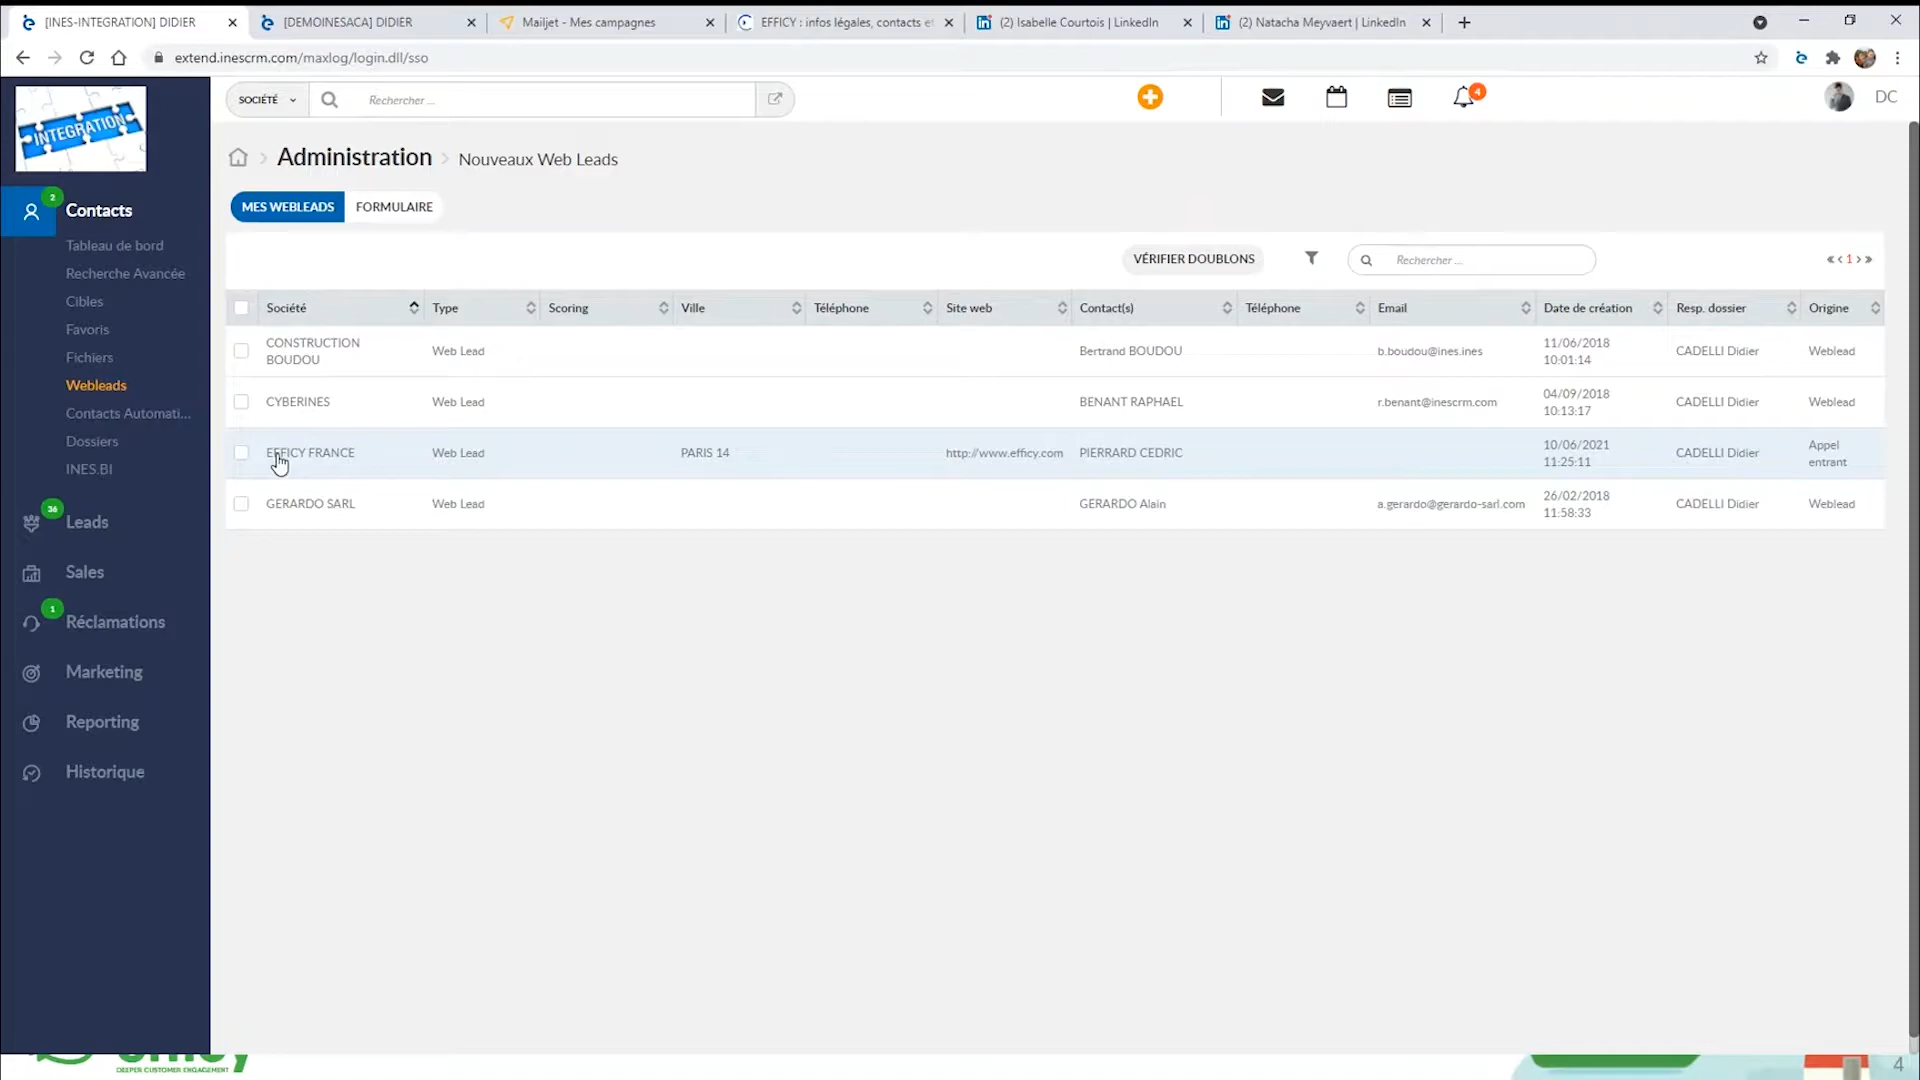 [INES-INTEGRATION] DIDIER
[DEMOINESACA] DIDIER
Mailjet - Mes campagnes
EFFICY : infos légales, contacts et
(2) Isabelle Courtois | LinkedIn
(2) Natacha Meyvaert | LinkedIn
extend.inescrm.com/maxlog/login.dll/sso
INTEGRATION
SOCIÉTÉ
Rechercher ...
4
DC
Administration
Nouveaux Web Leads
MES WEBLEADS
FORMULAIRE
2
Contacts
Tableau de bord
Recherche Avancée
Cibles
Favoris
Fichiers
Webleads
Contacts Automati...
Dossiers
INES.BI
36
Leads
Sales
1
Réclamations
Marketing
Reporting
Historique
VÉRIFIER DOUBLONS
Rechercher ...
« ‹ 1 › »
Société Type Scoring Ville Téléphone Site web Contact(s) Téléphone Email Date de création Resp. dossier Origine
CONSTRUCTION
BOUDOU
Web Lead
Bertrand BOUDOU
b.boudou@ines.ines
11/06/2018
10:01:14
CADELLI Didier
Weblead
CYBERINES
Web Lead
BENANT RAPHAEL
r.benant@inescrm.com
04/09/2018
10:13:17
CADELLI Didier
Weblead
EFFICY FRANCE
Web Lead
PARIS 14
http://www.efficy.com
PIERRARD CEDRIC
10/06/2021
11:25:11
CADELLI Didier
Appel
entrant
GERARDO SARL
Web Lead
GERARDO Alain
a.gerardo@gerardo-sarl.com
26/02/2018
11:58:33
CADELLI Didier
Weblead
DEEPER CUSTOMER ENGAGEMENT
4